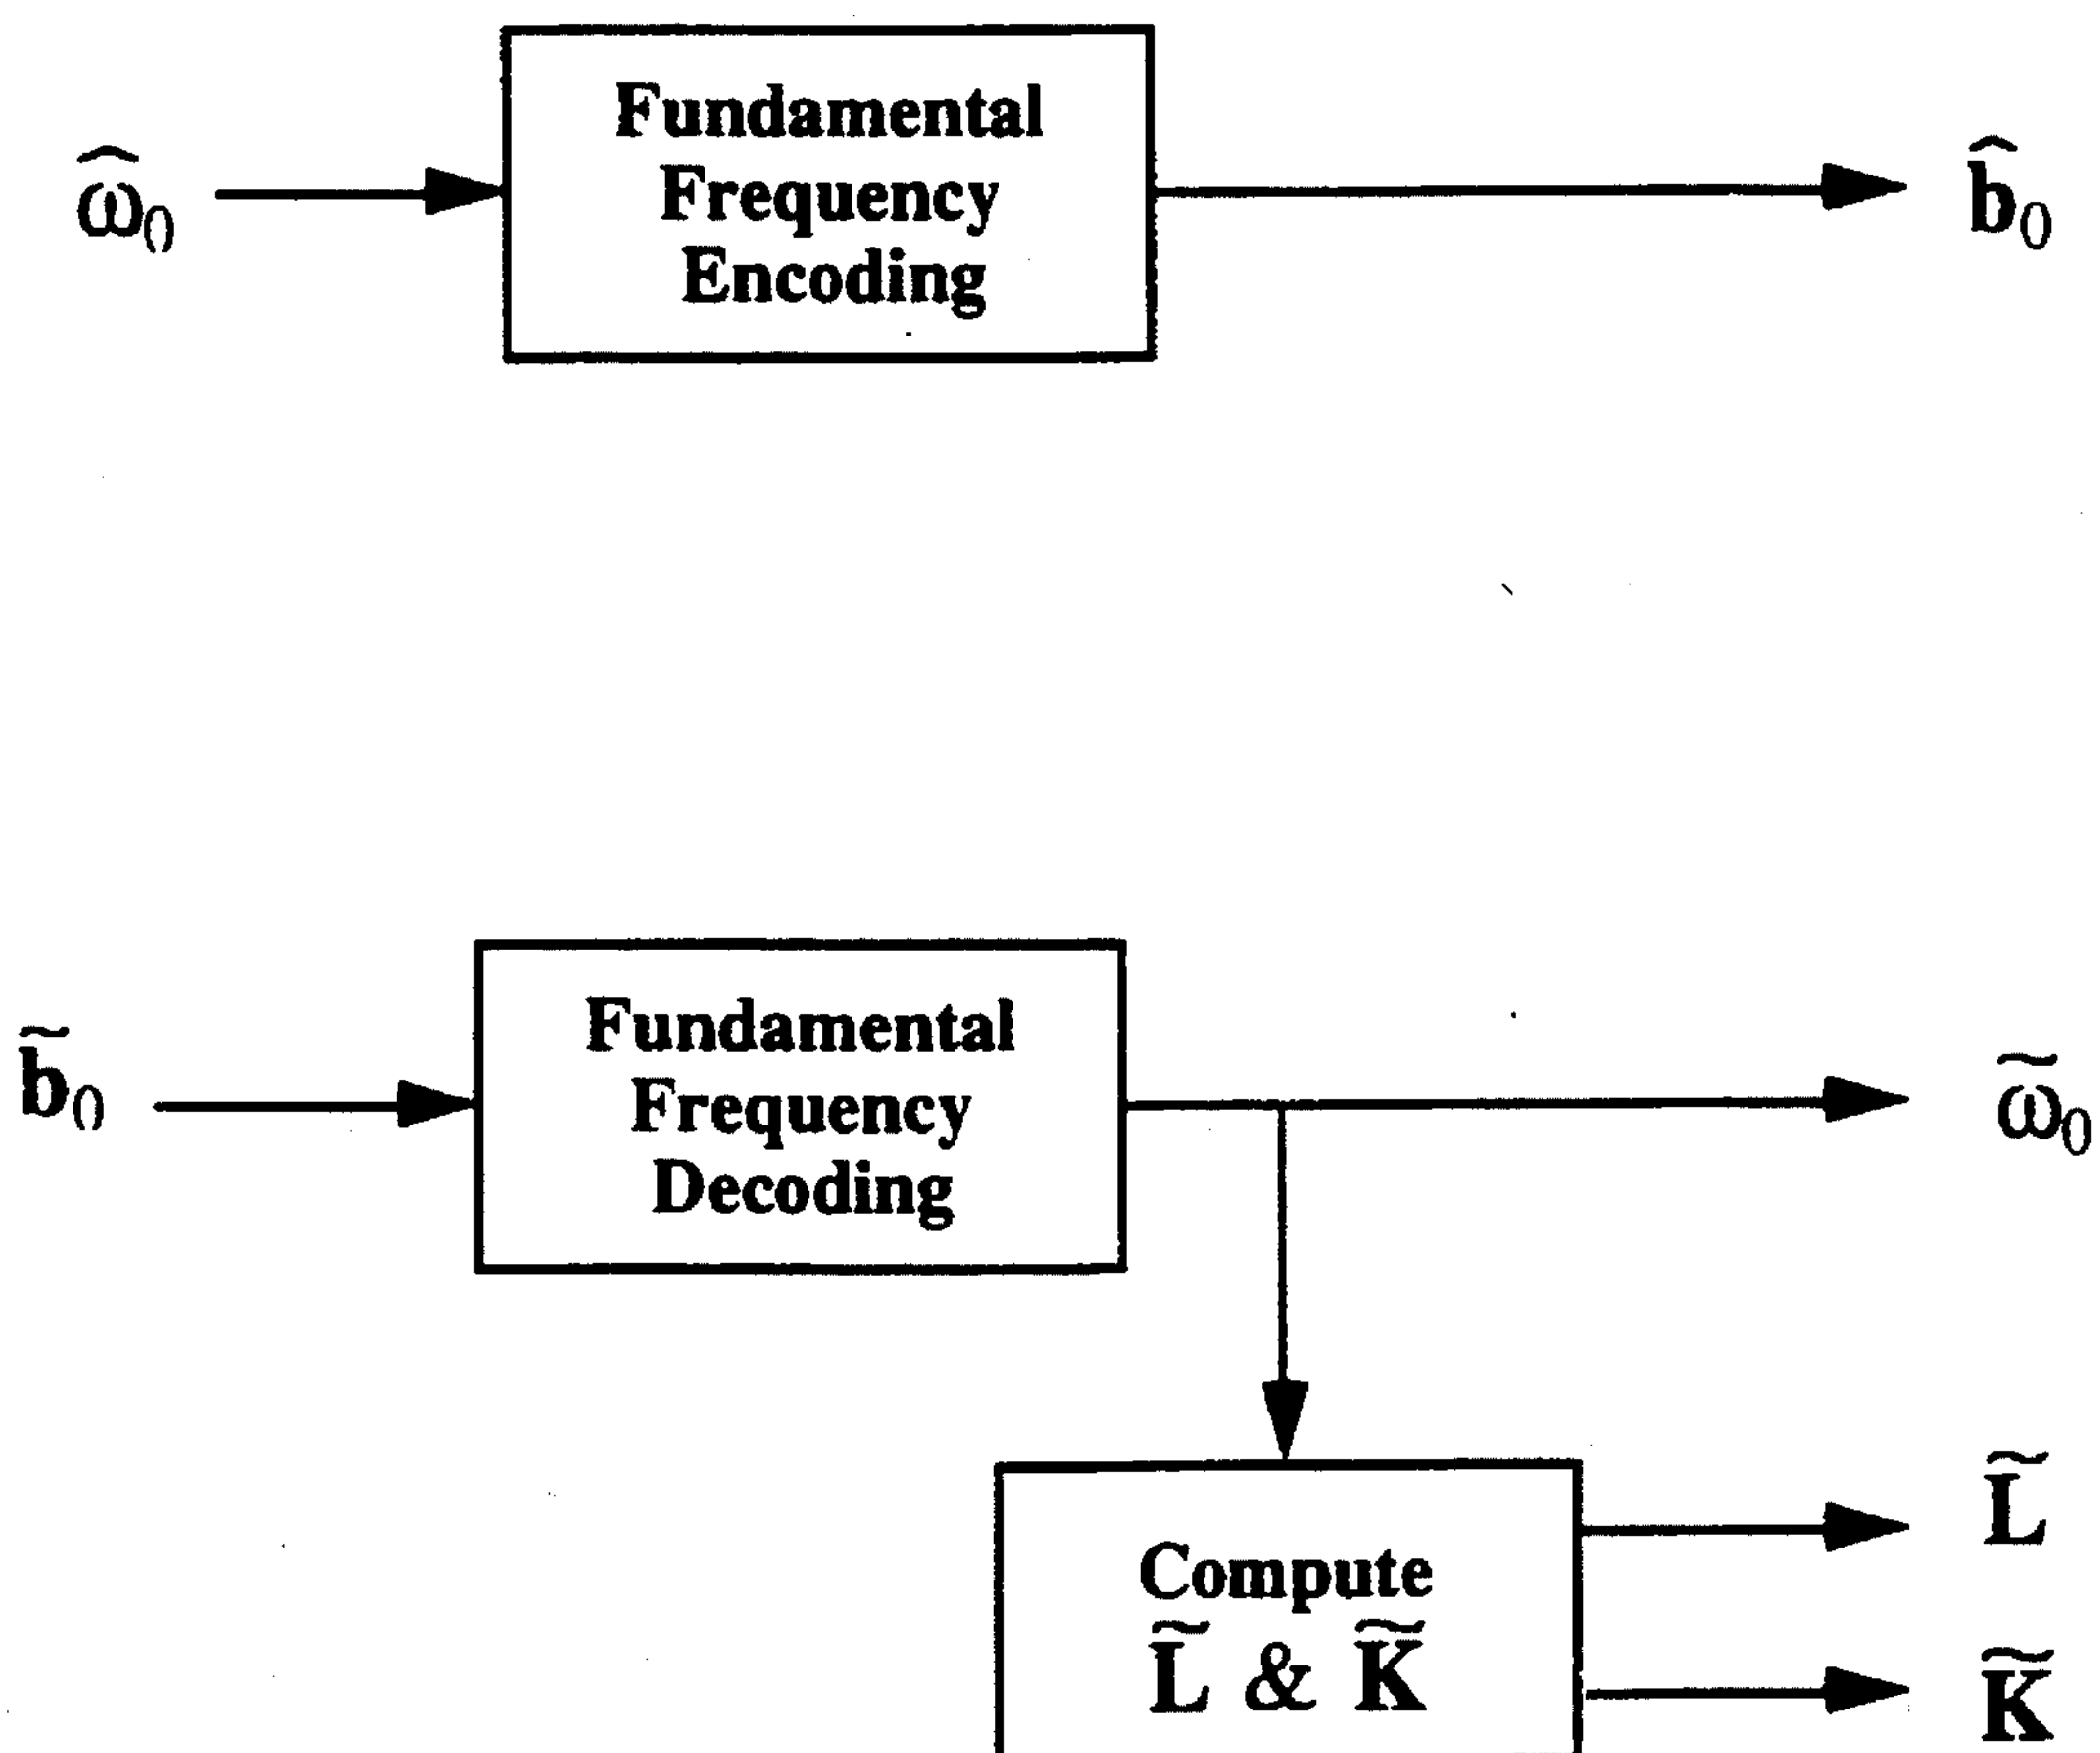 ω̂₀
Fundamental
Frequency
Encoding
b̂₀
b̃₀
Fundamental
Frequency
Decoding
ω̃₀
Compute
L̃ & K̃
L̃
K̃